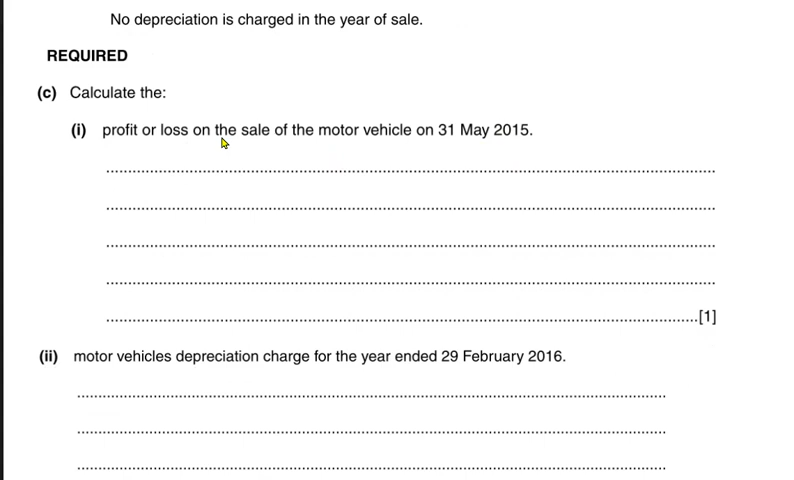 No depreciation is charged in the year of sale.
REQUIRED
(c) Calculate the:
(i) profit or loss on the sale of the motor vehicle on 31 May 2015.
[1]
(ii) motor vehicles depreciation charge for the year ended 29 February 2016.